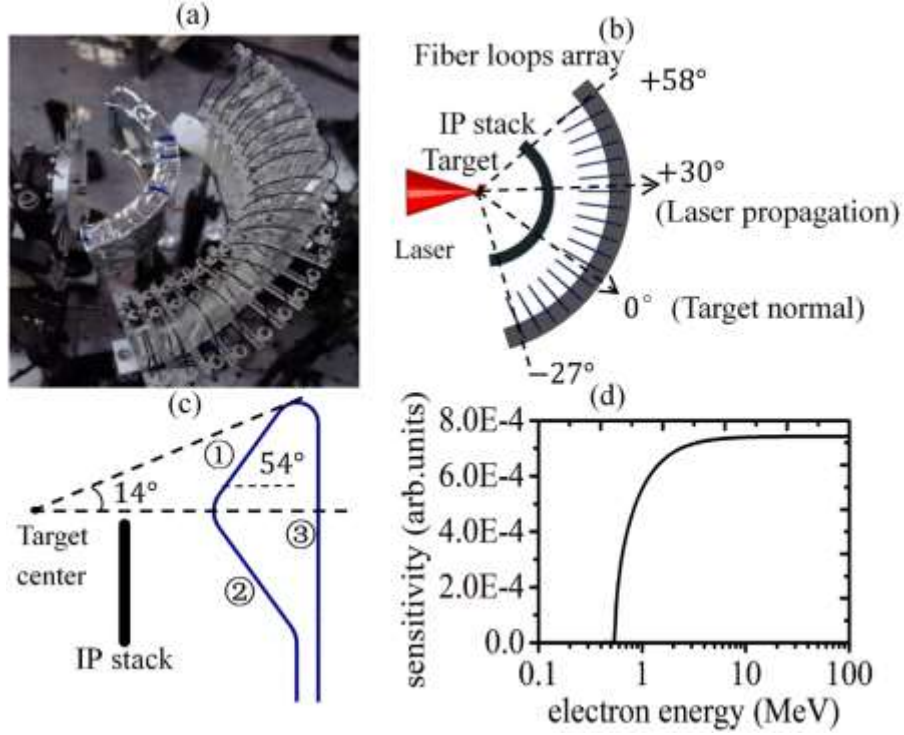 (a)
(b)
Fiber loops array
+58°
IP stack
Target
+30°
(Laser propagation)
Laser
0° (Target normal)
−27°
(c)
①
54°
14°
③
Target
center
②
IP stack
(d)
8.0E-4
6.0E-4
4.0E-4
2.0E-4
0.0
sensitivity (arb.units)
0.1 1 10 100
electron energy (MeV)